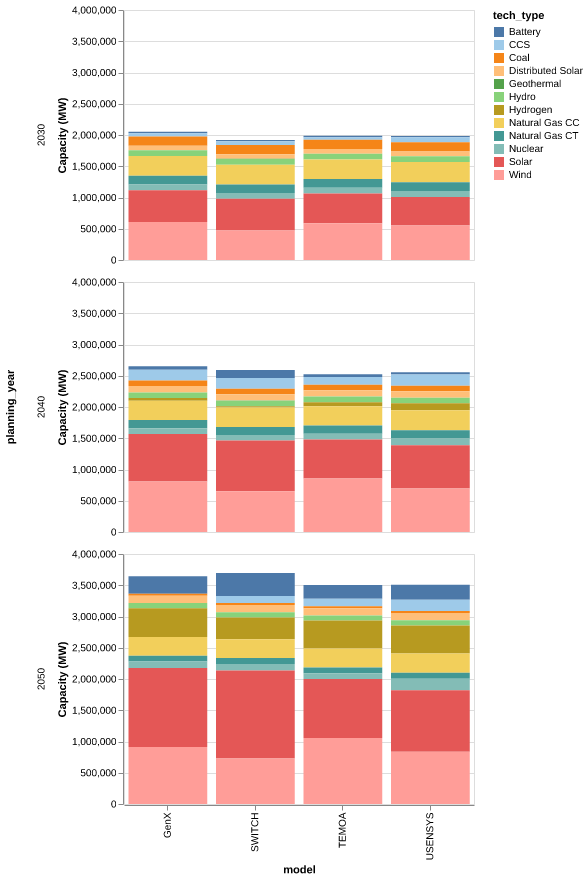 tech_type
Battery
CCS
Coal
Distributed Solar
Geothermal
Hydro
Hydrogen
Natural Gas CC
Natural Gas CT
Nuclear
Solar
Wind
planning_year
2030
Capacity (MW)
4,000,000
3,500,000
3,000,000
2,500,000
2,000,000
1,500,000
1,000,000
500,000
0
2040
Capacity (MW)
4,000,000
3,500,000
3,000,000
2,500,000
2,000,000
1,500,000
1,000,000
500,000
0
2050
Capacity (MW)
4,000,000
3,500,000
3,000,000
2,500,000
2,000,000
1,500,000
1,000,000
500,000
0
GenX
SWITCH
TEMOA
USENSYS
model